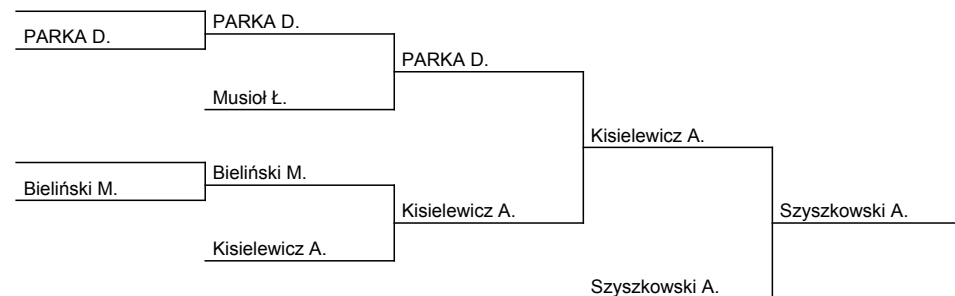 PARKA D.
PARKA D.
PARKA D.
Musioł Ł.
Kisielewicz A.
Bieliński M.
Bieliński M.
Kisielewicz A.
Szyszkowski A.
Kisielewicz A.
Szyszkowski A.